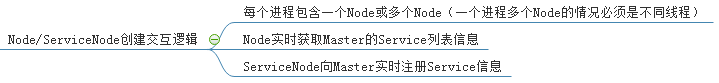 每个进程包含一个Node或多个Node（一个进程多个Node的情况必须是不同线程）
Node/ServiceNode创建交互逻辑
Node实时获取Master的Service列表信息
ServiceNode向Master实时注册Service信息